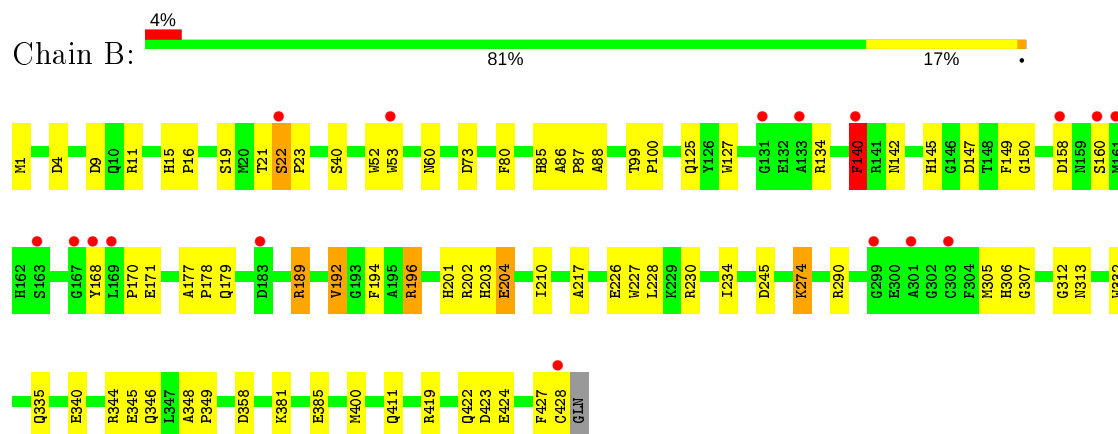 4%
Chain B:
81% 17% •
M1 D4 D9 Q10 R11 H15 P16 S19 M20 T21 S22 P23 S40 W52 W53 N60 D73 F80 H85 A86 P87 A88 T99 P100 Q125 Y126 W127 G131 E132 A133 R134 F140 R141 N142 H145 G146 D147 T148 F149 G150 D158 N159 S160 M161
H162 S163 G167 Y168 L169 P170 E171 A177 P178 Q179 D183 R189 V192 G193 F194 A195 R196 H201 R202 H203 E204 I210 A217 E226 W227 L228 K229 R230 I234 D245 K274 R290 G299 E300 A301 G302 C303 F304 M305 H306 G307 G312 N313 W332
Q335 E340 R344 E345 Q346 L347 A348 P349 D358 K381 E385 M400 Q411 R419 Q422 D423 E424 F427 C428 GLN